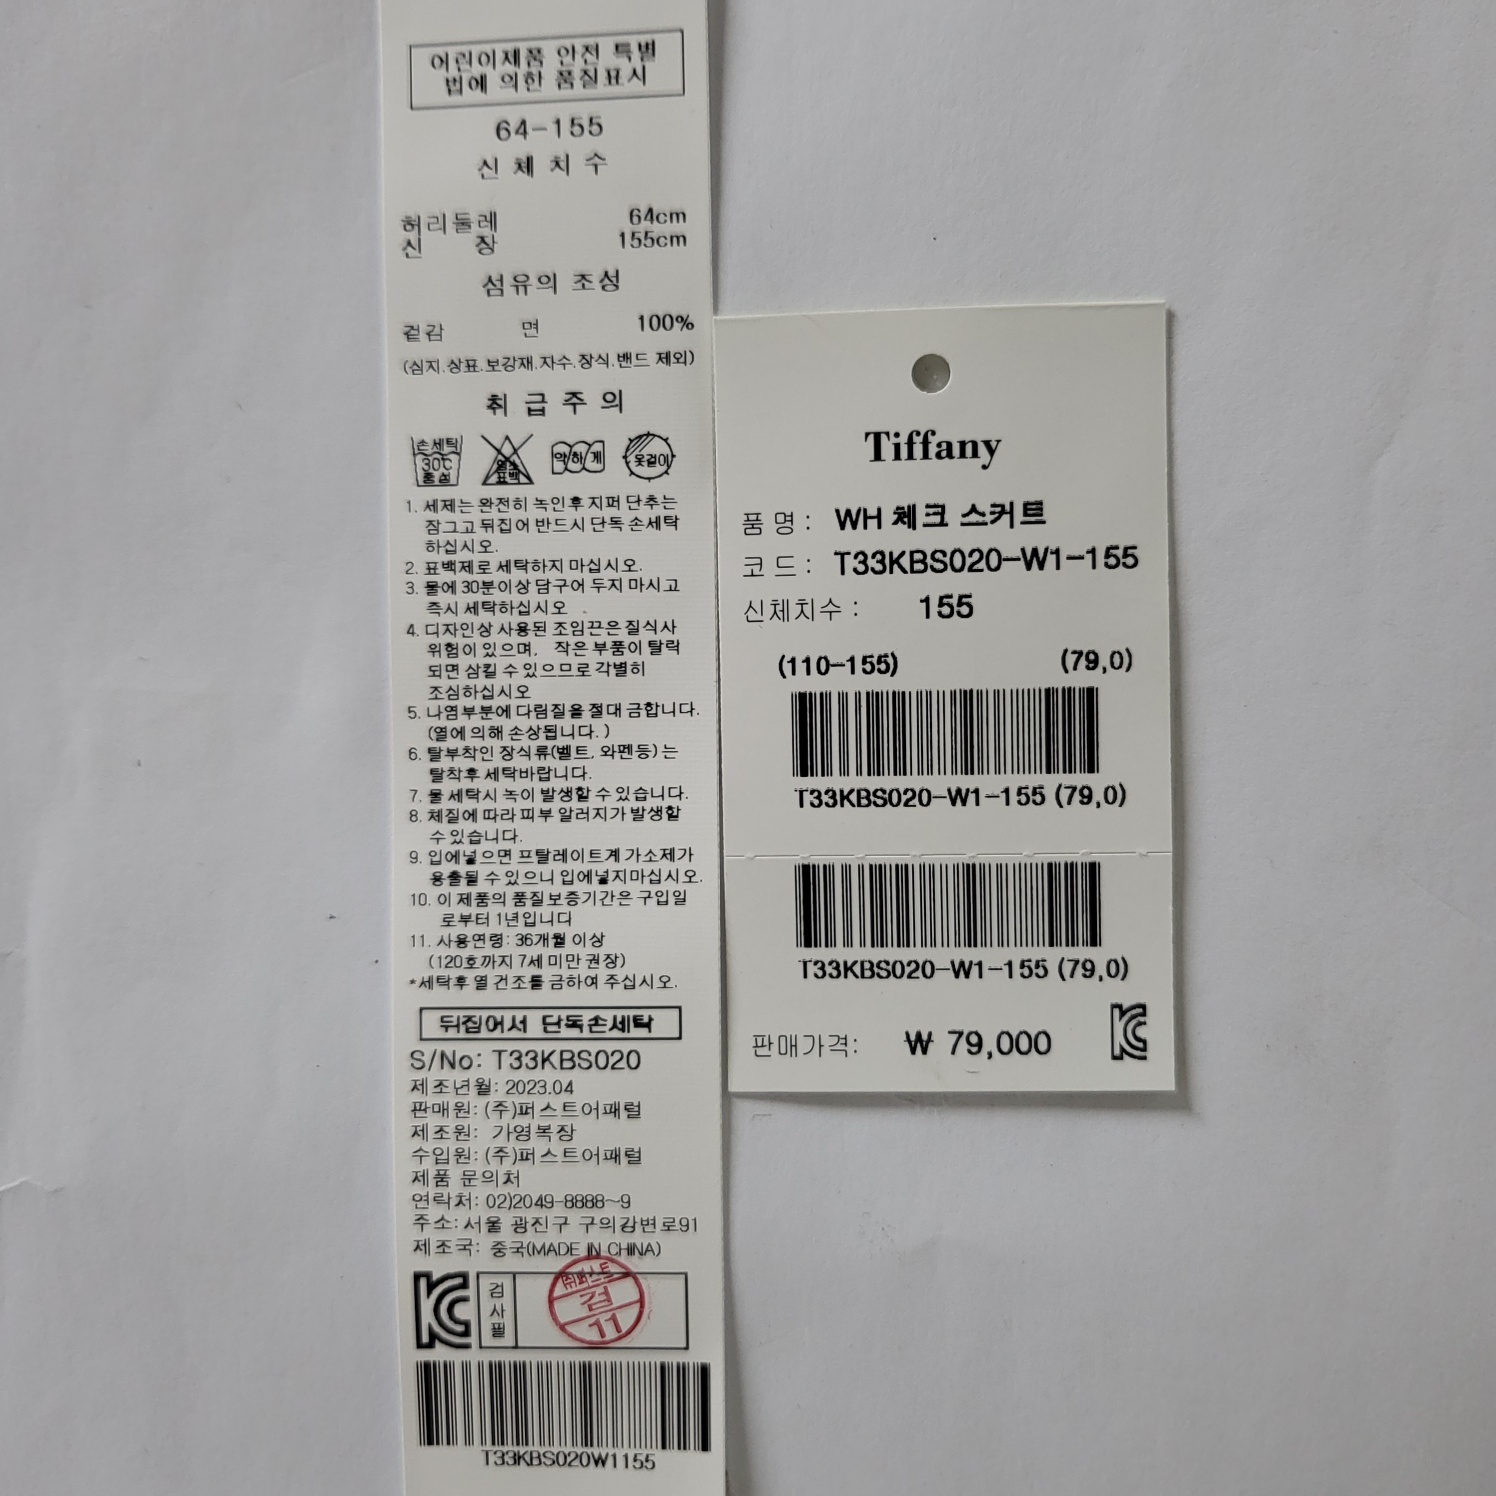 어린이제품 안전 특별
법에 의한 품질표시
64-155
신 체 치 수
허리둘레 64cm
신 장 155cm
섬유의 조성
겉감 면 100%
(심지.상표.보강재.자수.장식.밴드 제외)
취 급 주 의
손세탁
30℃
중성
염소
표백
약하게
옷걸이
1. 세제는 완전히 녹인후 지퍼 단추는
잠그고 뒤집어 반드시 단독 손세탁
하십시오.
2. 표백제로 세탁하지 마십시오.
3. 물에 30분이상 담구어 두지 마시고
즉시 세탁하십시오 .
4. 디자인상 사용된 조임끈은 질식사
위험이 있으며, 작은 부품이 탈락
되면 삼킬 수 있으므로 각별히
조심하십시오
5. 나염부분에 다림질을 절대 금합니다.
(열에 의해 손상됩니다. )
6. 탈부착인 장식류(벨트, 와펜등) 는
탈착후 세탁바랍니다.
7. 물 세탁시 녹이 발생할 수 있습니다.
8. 체질에 따라 피부 알러지가 발생할
수 있습니다.
9. 입에넣으면 프탈레이트계 가소제가
용출될 수 있으니 입에넣지마십시오.
10. 이 제품의 품질보증기간은 구입일
로부터 1년입니다
11. 사용연령: 36개월 이상
(120호까지 7세 미만 권장)
*세탁후 열 건조를 금하여 주십시오.
뒤집어서 단독손세탁
S/No: T33KBS020
제조년월: 2023.04
판매원: (주)퍼스트어패럴
제조원: 가영복장
수입원: (주)퍼스트어패럴
제품 문의처
연락처: 02)2049-8888~9
주소: 서울 광진구 구의강변로91
제조국: 중국(MADE IN CHINA)
KC
검사필
㈜퍼스트
검
11
T33KBS020W1155
Tiffany
품 명 : WH 체크 스커트
코 드 : T33KBS020-W1-155
신체치수 : 155
(110-155) (79,0)
T33KBS020-W1-155 (79,0)
T33KBS020-W1-155 (79,0)
판매가격: ₩ 79,000
KC